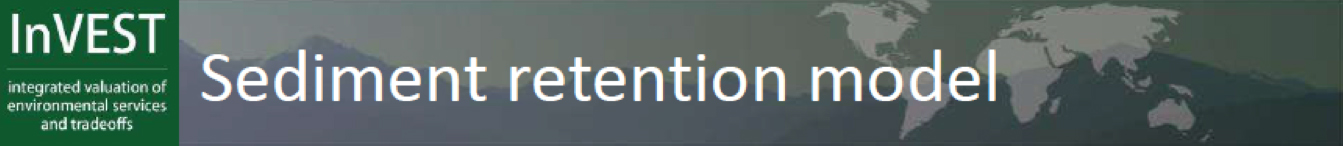 InVEST
integrated valuation of
environmental services
and tradeoffs
Sediment retention model